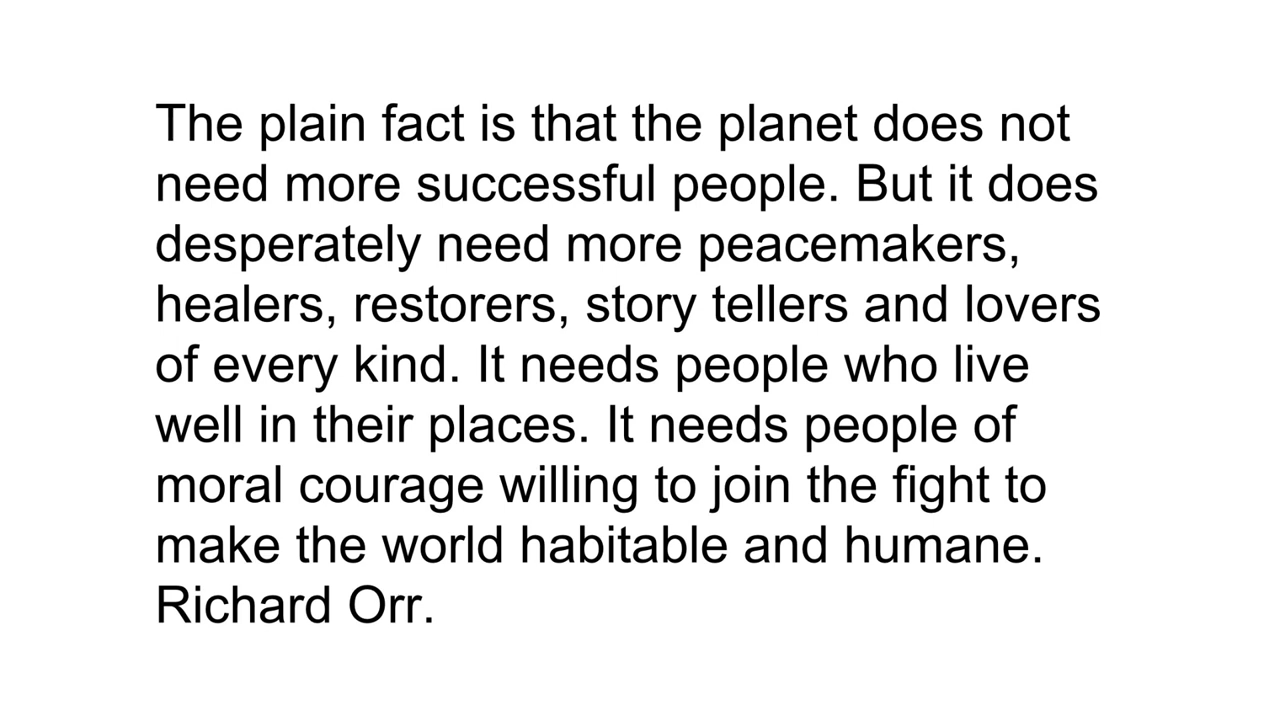 The plain fact is that the planet does not
need more successful people. But it does
desperately need more peacemakers,
healers, restorers, story tellers and lovers
of every kind. It needs people who live
well in their places. It needs people of
moral courage willing to join the fight to
make the world habitable and humane.
Richard Orr.